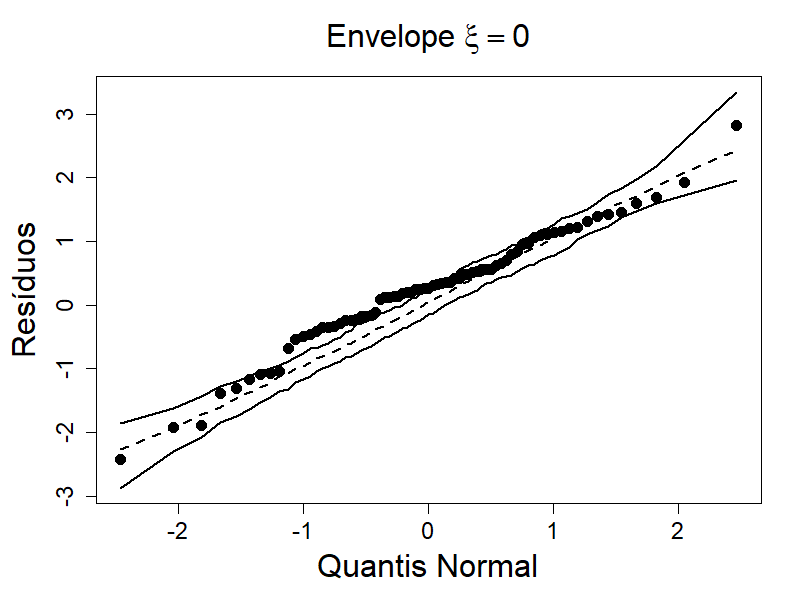 Envelope ξ = 0
Resíduos
3
2
1
0
-1
-2
-3
-2 -1 0 1 2
Quantis Normal